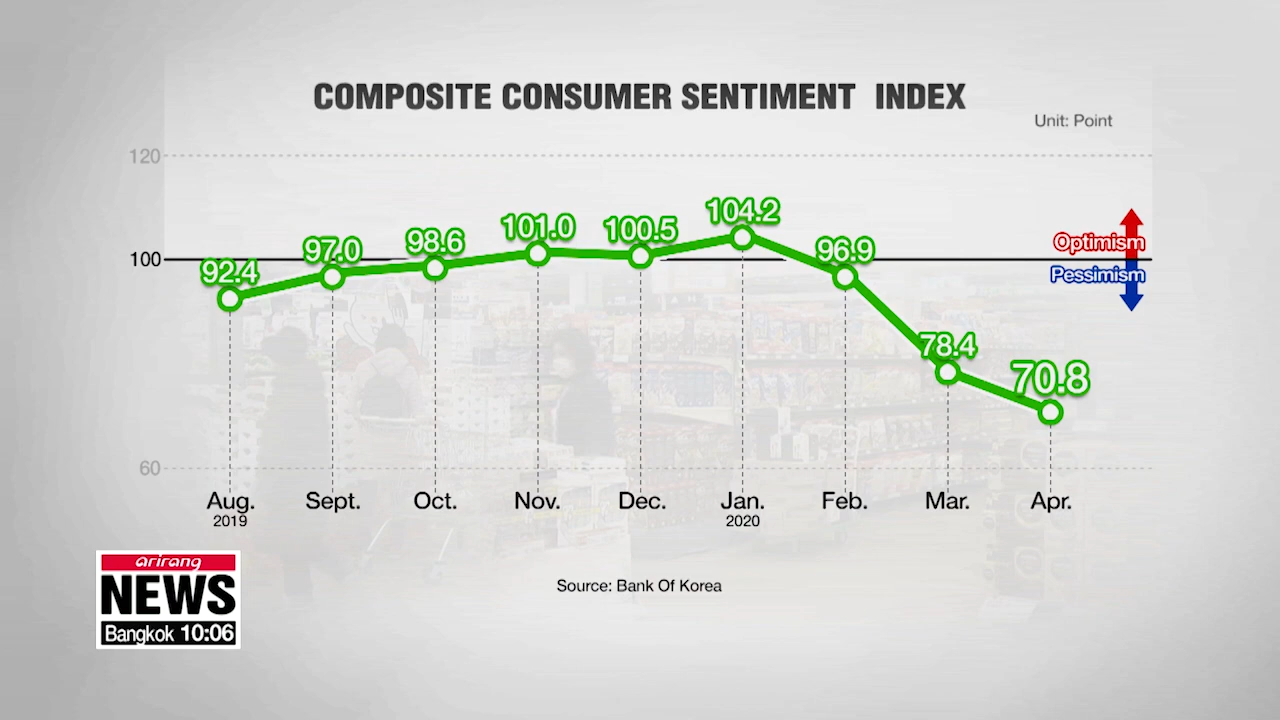 COMPOSITE CONSUMER SENTIMENT INDEX
Unit: Point
120
100
60
92.4
97.0
98.6
101.0
100.5
104.2
96.9
78.4
70.8
Optimism
Pessimism
Aug. Sept. Oct. Nov. Dec. Jan. Feb. Mar. Apr.
2019 2020
Source: Bank Of Korea
arirang
NEWS
Bangkok 10:06